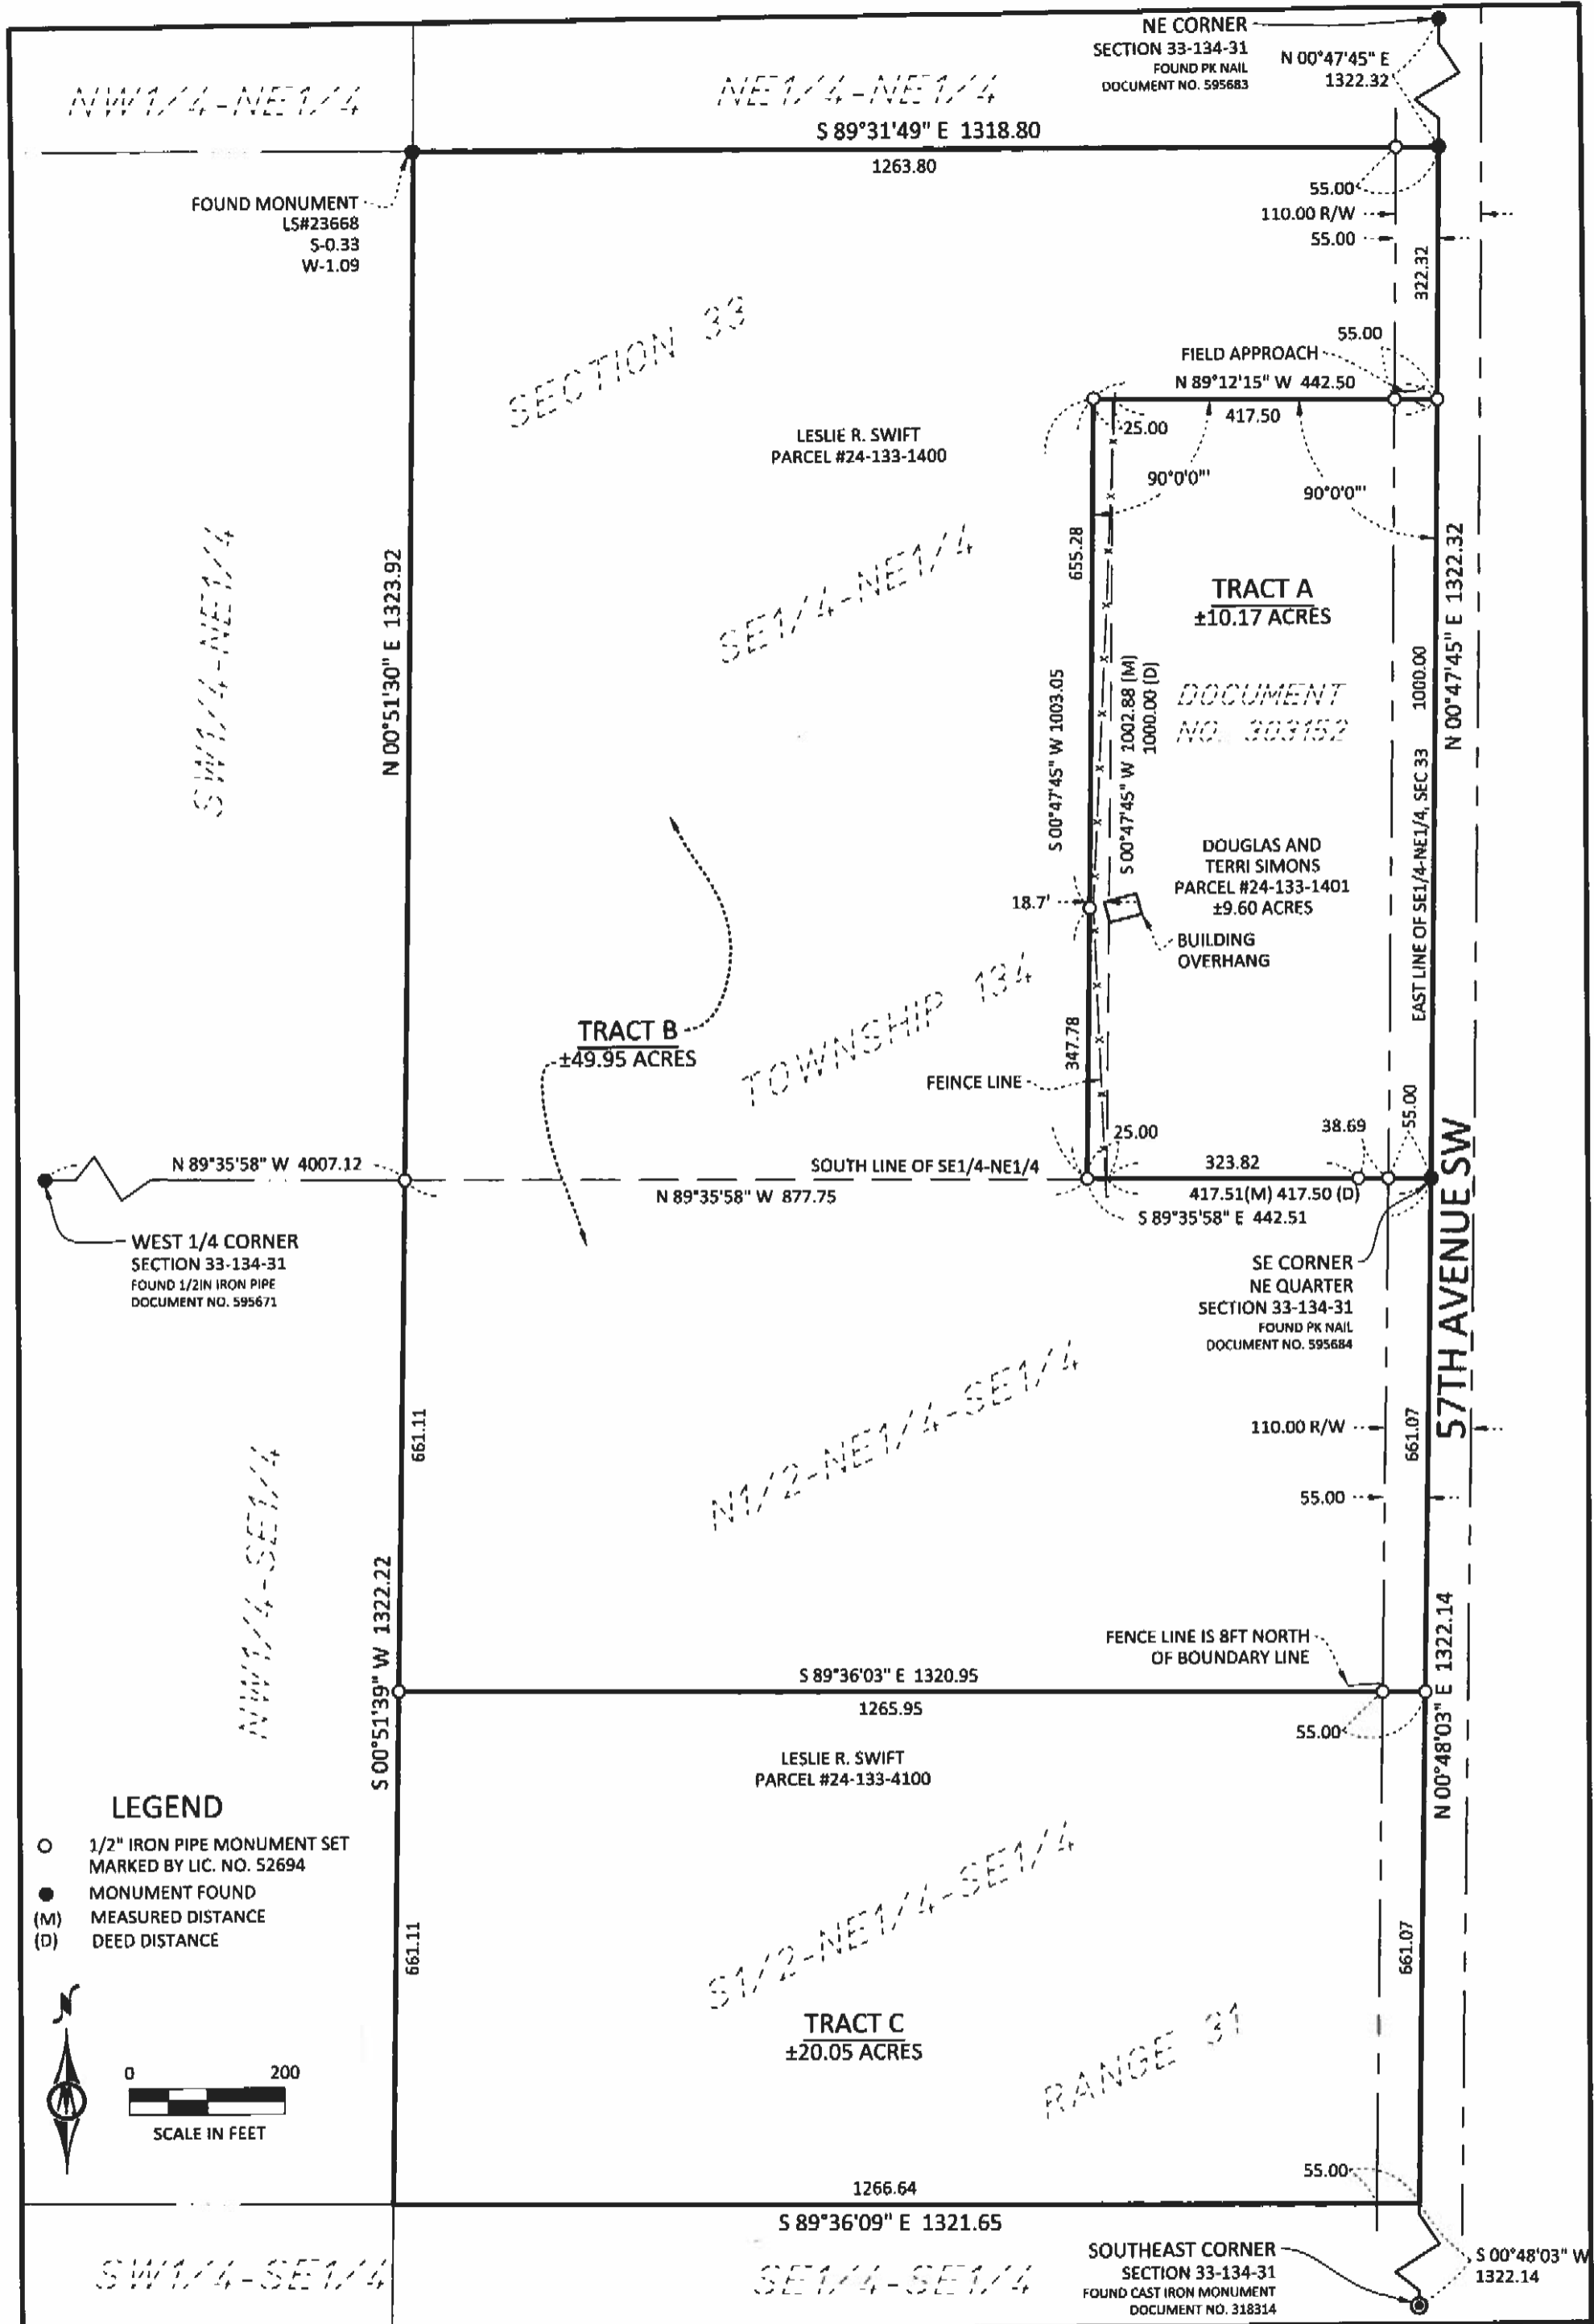 NE CORNER
SECTION 33-134-31
FOUND PK NAIL
DOCUMENT NO. 595683
N 00°47'45" E
1322.32
NW1/4-NE1/4
NE1/4-NE1/4
S 89°31'49" E 1318.80
1263.80
FOUND MONUMENT
LS#23668
S-0.33
W-1.09
55.00
110.00 R/W
55.00
322.32
SECTION 33
55.00
FIELD APPROACH
N 89°12'15" W 442.50
417.50
25.00
LESLIE R. SWIFT
PARCEL #24-133-1400
90°0'0"'
90°0'0"'
SW1/4-NE1/4
N 00°51'30" E 1323.92
SE1/4-NE1/4
655.28
TRACT A
±10.17 ACRES
N 00°47'45" E 1322.32
S 00°47'45" W 1003.05
S 00°47'45" W 1002.88 (M)
1000.00 (D)
DOCUMENT
NO. 303152
1000.00
EAST LINE OF SE1/4-NE1/4, SEC 33
DOUGLAS AND
TERRI SIMONS
PARCEL #24-133-1401
±9.60 ACRES
18.7'
BUILDING
OVERHANG
TRACT B
±49.95 ACRES
TOWNSHIP 134
347.78
FEINCE LINE
25.00
38.69
55.00
N 89°35'58" W 4007.12
SOUTH LINE OF SE1/4-NE1/4
323.82
N 89°35'58" W 877.75
417.51(M) 417.50 (D)
S 89°35'58" E 442.51
57TH AVENUE SW
WEST 1/4 CORNER
SECTION 33-134-31
FOUND 1/2IN IRON PIPE
DOCUMENT NO. 595671
SE CORNER
NE QUARTER
SECTION 33-134-31
FOUND PK NAIL
DOCUMENT NO. 595684
661.11
N1/2-NE1/4-SE1/4
110.00 R/W
661.07
55.00
NW1/4-SE1/4
S 00°51'39" W 1322.22
FENCE LINE IS 8FT NORTH
OF BOUNDARY LINE
N 00°48'03" E 1322.14
S 89°36'03" E 1320.95
1265.95
55.00
LESLIE R. SWIFT
PARCEL #24-133-4100
LEGEND
1/2" IRON PIPE MONUMENT SET
MARKED BY LIC. NO. 52694
MONUMENT FOUND
(M) MEASURED DISTANCE
(D) DEED DISTANCE
661.11
S1/2-NE1/4-SE1/4
661.07
N
TRACT C
±20.05 ACRES
RANGE 31
0 200
SCALE IN FEET
55.00
1266.64
S 89°36'09" E 1321.65
SW1/4-SE1/4
SE1/4-SE1/4
SOUTHEAST CORNER
SECTION 33-134-31
FOUND CAST IRON MONUMENT
DOCUMENT NO. 318314
S 00°48'03" W
1322.14